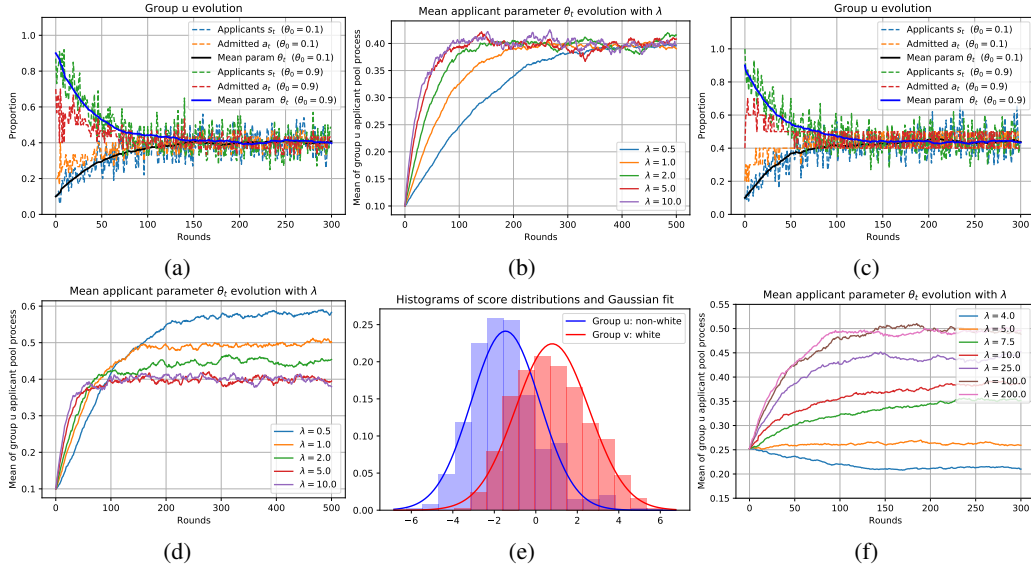 Group u evolution
Proportion
1.0
0.8
0.6
0.4
0.2
0.0
Applicants s_t (θ_0 = 0.1)
Admitted a_t (θ_0 = 0.1)
Mean param θ_t (θ_0 = 0.1)
Applicants s_t (θ_0 = 0.9)
Admitted a_t (θ_0 = 0.9)
Mean param θ_t (θ_0 = 0.9)
0 50 100 150 200 250 300
Rounds
(a)
Mean applicant parameter θ_t evolution with λ
Mean of group u applicant pool process
0.40
0.35
0.30
0.25
0.20
0.15
0.10
λ = 0.5
λ = 1.0
λ = 2.0
λ = 5.0
λ = 10.0
0 100 200 300 400 500
Rounds
(b)
Group u evolution
Proportion
1.0
0.8
0.6
0.4
0.2
0.0
Applicants s_t (θ_0 = 0.1)
Admitted a_t (θ_0 = 0.1)
Mean param θ_t (θ_0 = 0.1)
Applicants s_t (θ_0 = 0.9)
Admitted a_t (θ_0 = 0.9)
Mean param θ_t (θ_0 = 0.9)
0 50 100 150 200 250 300
Rounds
(c)
Mean applicant parameter θ_t evolution with λ
Mean of group u applicant pool process
0.6
0.5
0.4
0.3
0.2
0.1
λ = 0.5
λ = 1.0
λ = 2.0
λ = 5.0
λ = 10.0
0 100 200 300 400 500
Rounds
(d)
Histograms of score distributions and Gaussian fit
0.25
0.20
0.15
0.10
0.05
0.00
Group u: non-white
Group v: white
−6 −4 −2 0 2 4 6
(e)
Mean applicant parameter θ_t evolution with λ
Mean of group u applicant pool process
0.55
0.50
0.45
0.40
0.35
0.30
0.25
0.20
0.15
λ = 4.0
λ = 5.0
λ = 7.5
λ = 10.0
λ = 25.0
λ = 100.0
λ = 200.0
0 50 100 150 200 250 300
Rounds
(f)